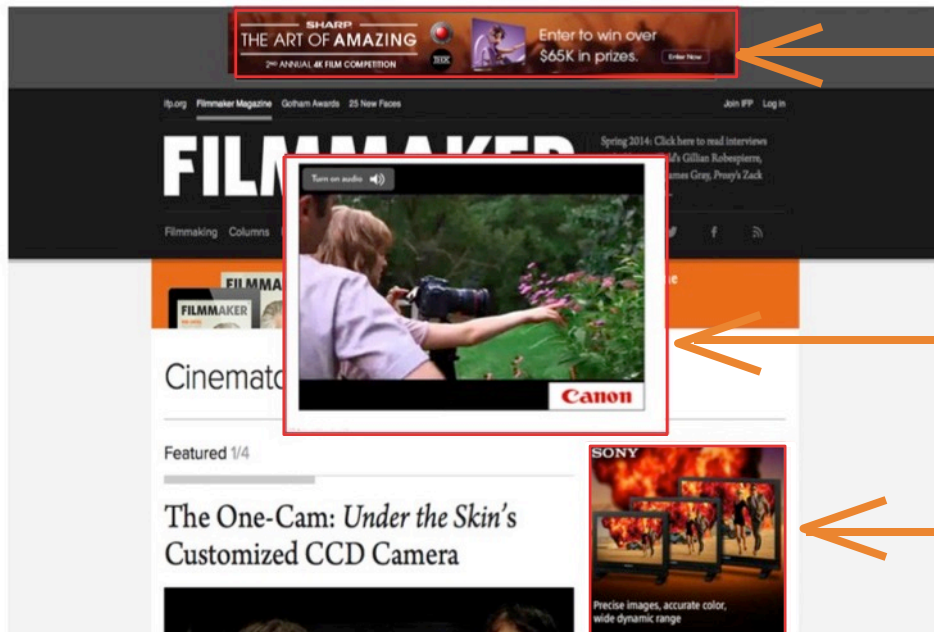 SHARP
THE ART OF AMAZING
2ND ANNUAL 4K FILM COMPETITION
Enter to win over
$65K in prizes.
Enter Now
ifp.org Filmmaker Magazine Gotham Awards 25 New Faces
Join IFP Log in
FILMMAKER
Spring 2014: Click here to read interviews
Gillian Robespierre,
Gray, Proxy's Zack
Turn on audio
Filmmaking Columns
FILMMA
FILMMAKER
Canon
Cinemato
Featured 1/4
The One-Cam: Under the Skin's
Customized CCD Camera
SONY
Precise images, accurate color,
wide dynamic range